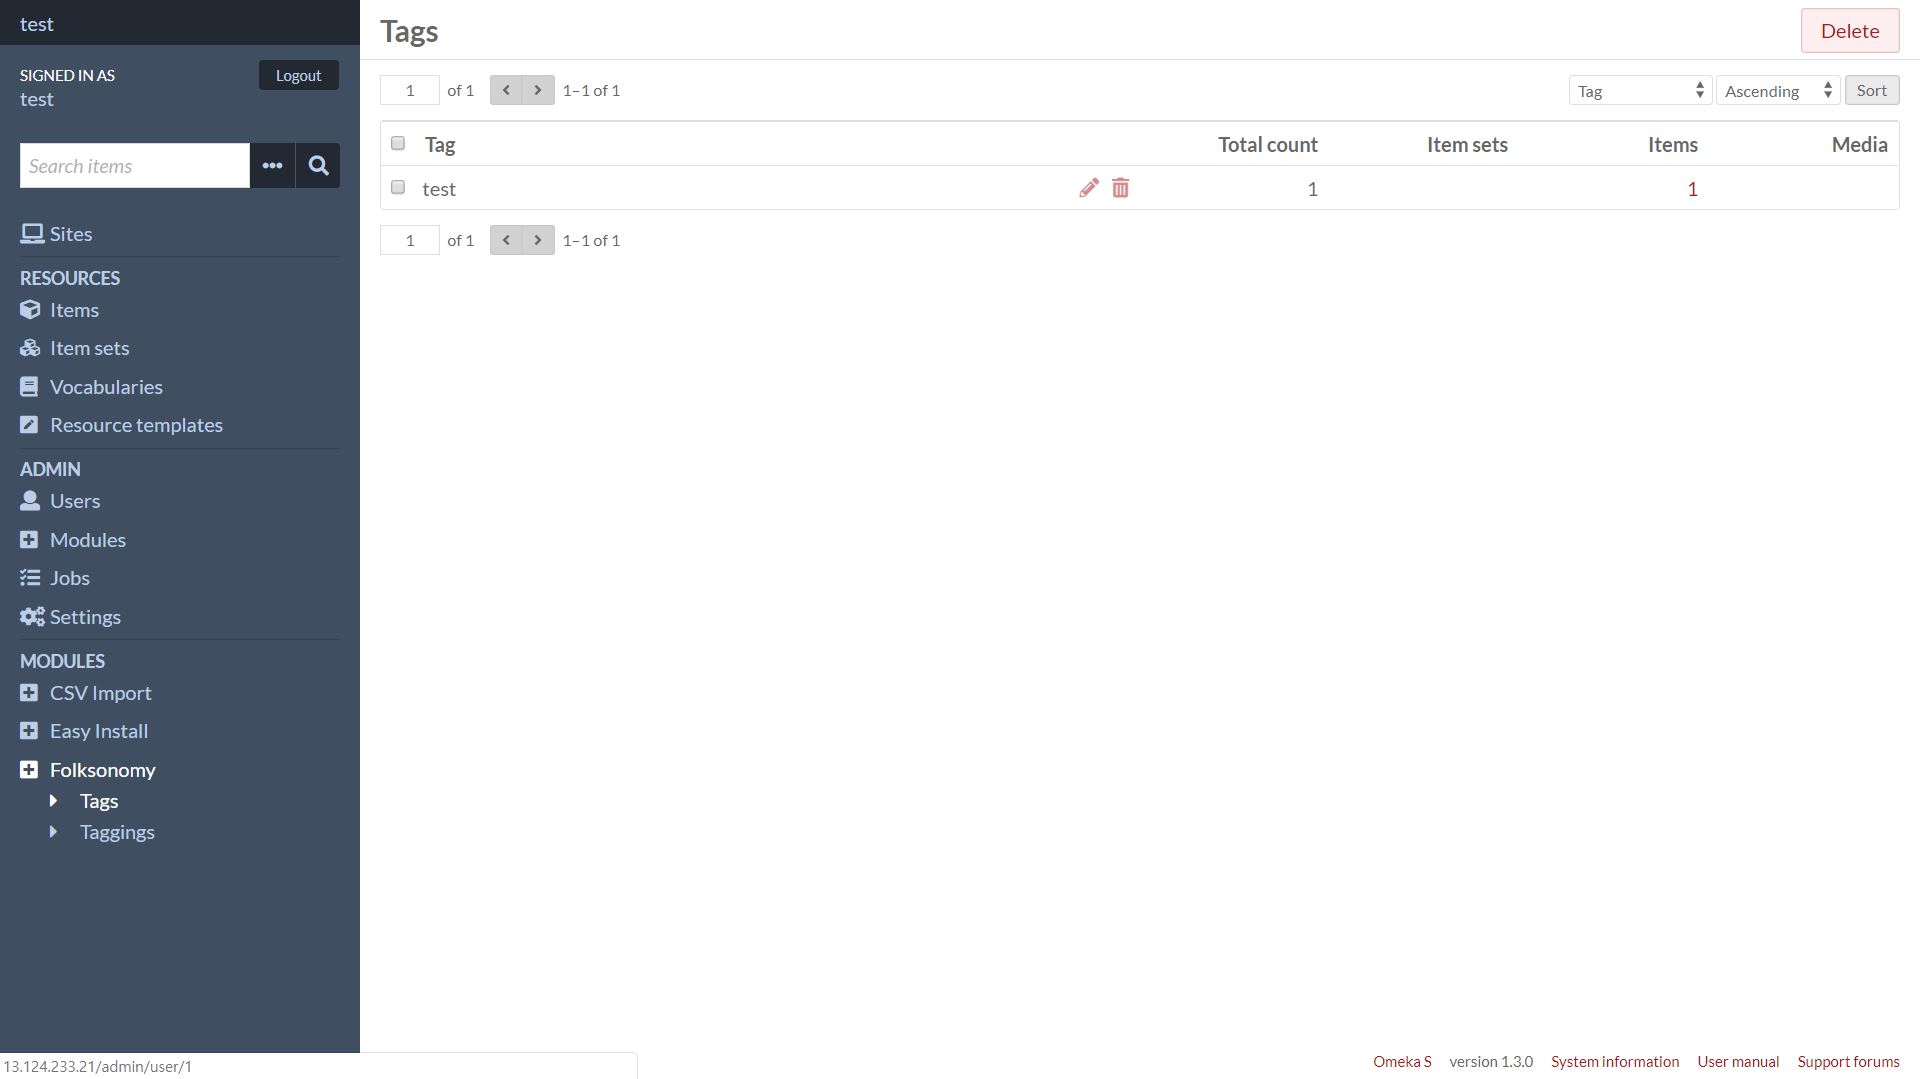 test
SIGNED IN AS
test
Logout
Search items
Sites
RESOURCES
Items
Item sets
Vocabularies
Resource templates
ADMIN
Users
Modules
Jobs
Settings
MODULES
CSV Import
Easy Install
Folksonomy
Tags
Taggings
13.124.233.21/admin/user/1
Tags
Delete
1 of 1 1–1 of 1
Tag Ascending Sort
Tag Total count Item sets Items Media
test 1 1
1 of 1 1–1 of 1
Omeka S version 1.3.0 System information User manual Support forums